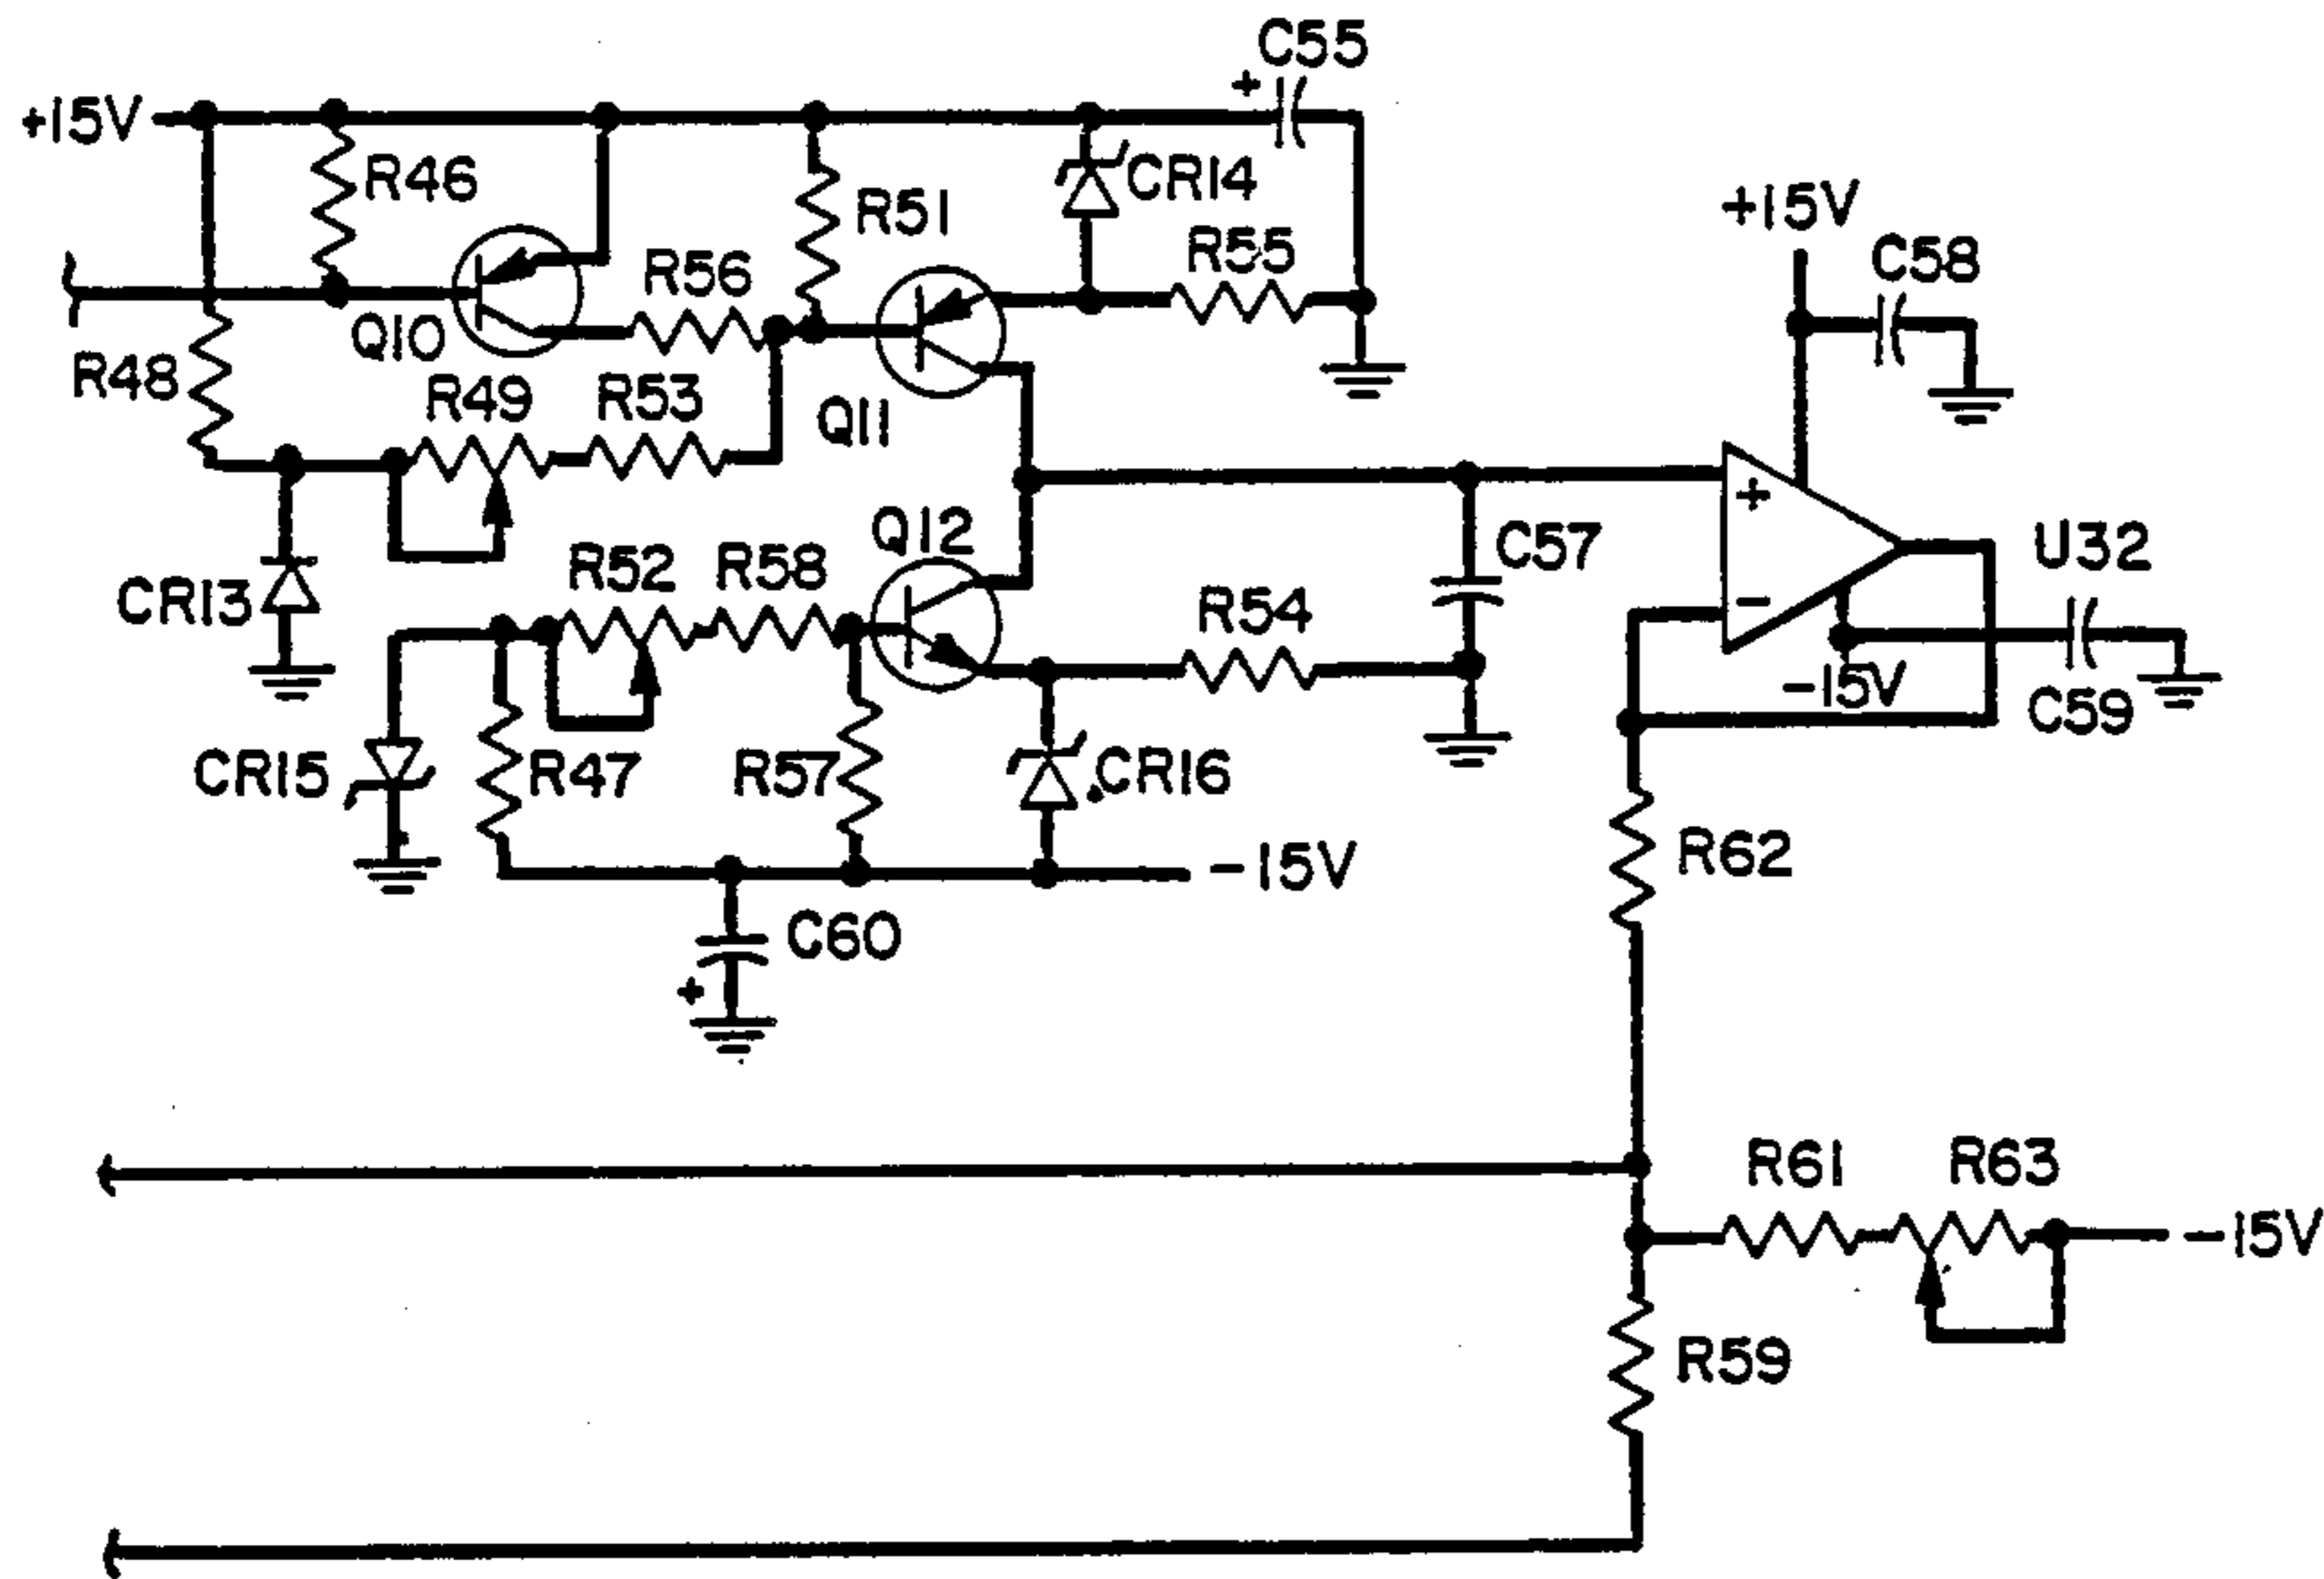 C55
+
+15V
R46
CR14
R51
R55
+15V
C58
R56
Q10
R48
R49
R53
Q11
Q12
+
C57
U32
CR13
R52
R58
R54
-
-15V
C59
CR15
R47
R57
CR16
-15V
R62
C60
+
R61
R63
-15V
R59